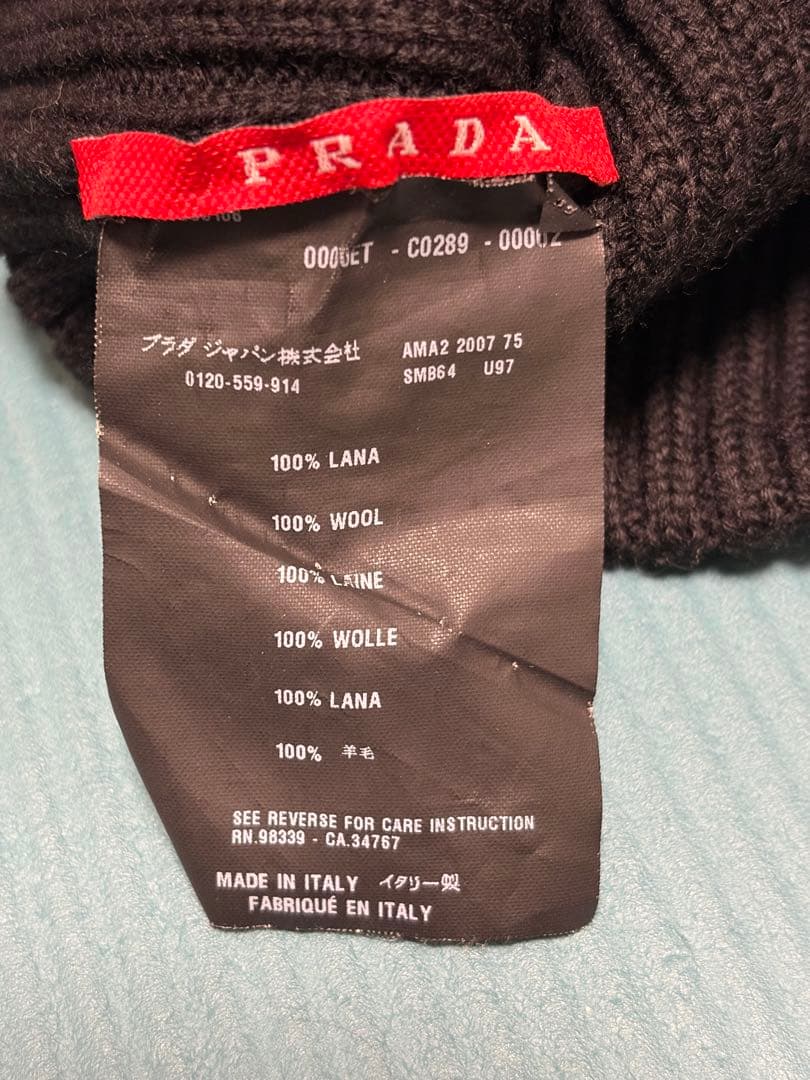 PRADA
- C0289
プラダ ジャパン株式会社
0120-559-914
AMA2 2007 75
SMB64 U97
100% LANA
100% WOOL
100% LAINE
100% WOLLE
100% LANA
100% 羊毛
SEE REVERSE FOR CARE INSTRUCTION
RN.98339 - CA.34767
MADE IN ITALY イタリー製
FABRIQUÉ EN ITALY